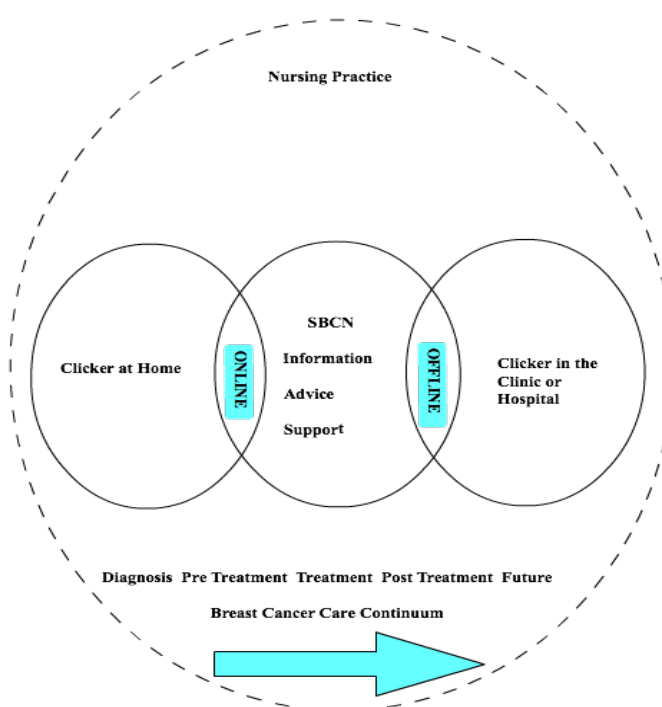 Nursing Practice
Clicker at Home
ONLINE
SBCN
Information
Advice
Support
OFFLINE
Clicker in the
Clinic or
Hospital
Diagnosis Pre Treatment Treatment Post Treatment Future
Breast Cancer Care Continuum